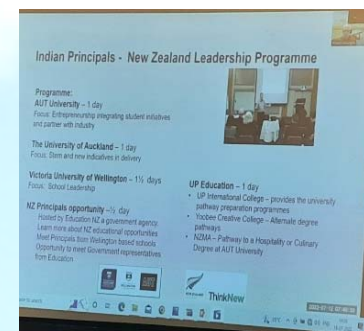 Indian Principals - New Zealand Leadership Programme
Programme:
AUT University – 1 day
Focus: Entrepreneurship integrating student initiatives
and partner with industry
The University of Auckland – 1 day
Focus: Stem and new indicatives in delivery
Victoria University of Wellington – 1½ days
Focus: School Leadership
NZ Principals opportunity –½ day
Hosted by Education NZ a government agency
Learn more about NZ educational opportunities
Meet Principals from Wellington based schools
Opportunity to meet Government representatives
from Education
UP Education – 1 day
• UP International College – provides the university
pathway preparation programmes
• Yoobee Creative College – Alternate degree
pathways
• NZMA – Pathway to a Hospitality or Culinary
Degree at AUT University
ThinkNew